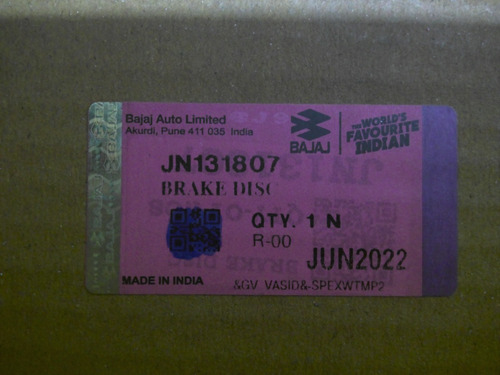 Bajaj Auto Limited
Akurdi, Pune 411 035 India
BAJAJ
THE WORLD'S
FAVOURITE
INDIAN
JN131807
BRAKE DISC
QTY. 1 N
R-00
JUN2022
MADE IN INDIA
&GV VASID&-SPEXWTMP2